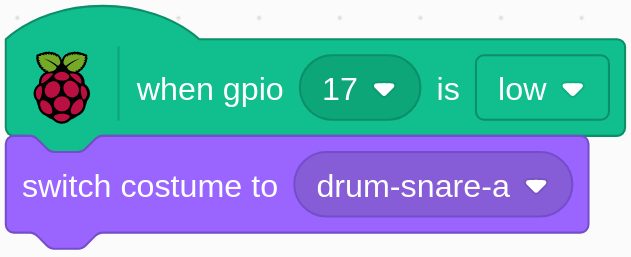 when gpio 17 is low
switch costume to drum-snare-a